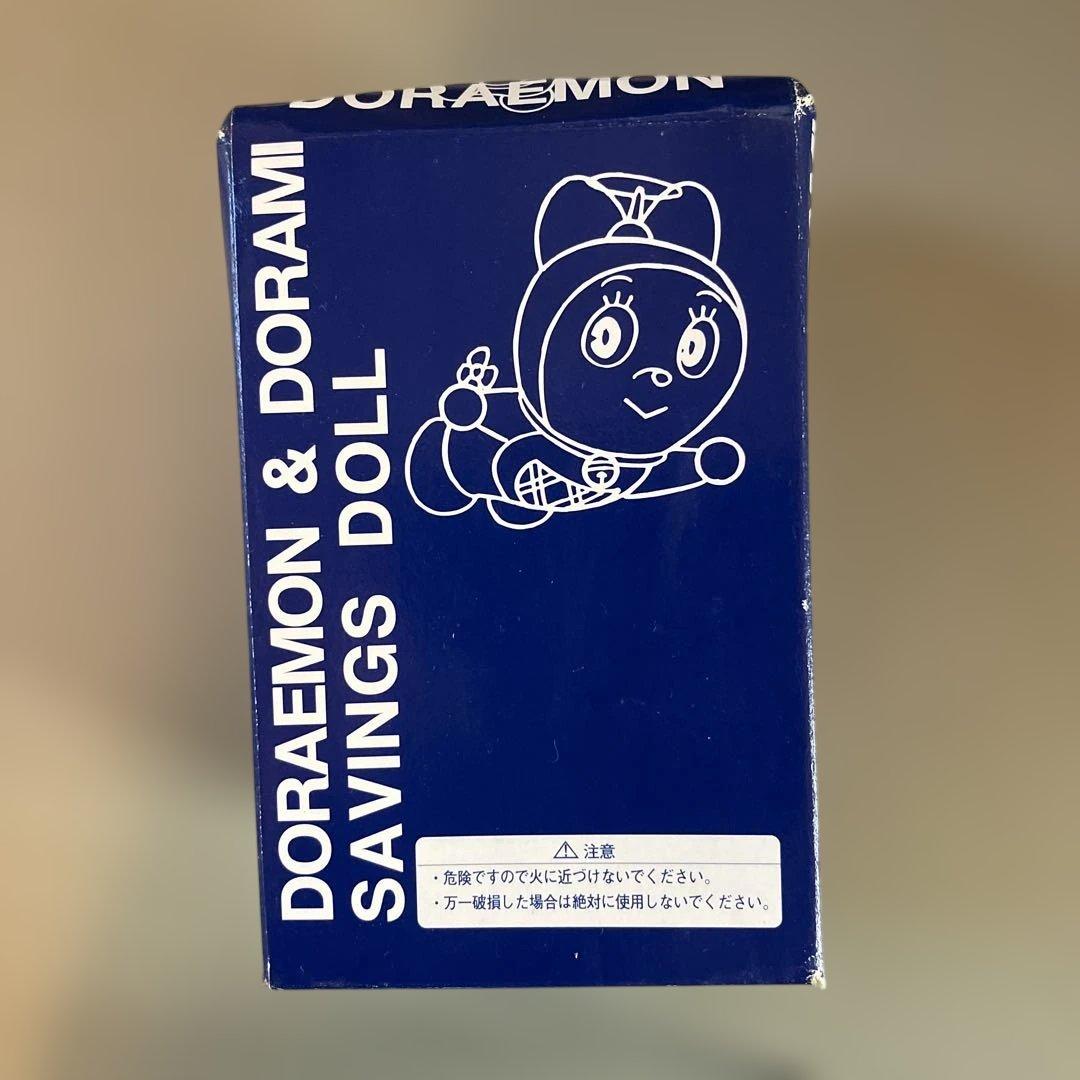 DORAEMON
DORAEMON & DORAMI
SAVINGS DOLL
⚠ 注意
・危険ですので火に近づけないでください。
・万一破損した場合は絶対に使用しないでください。